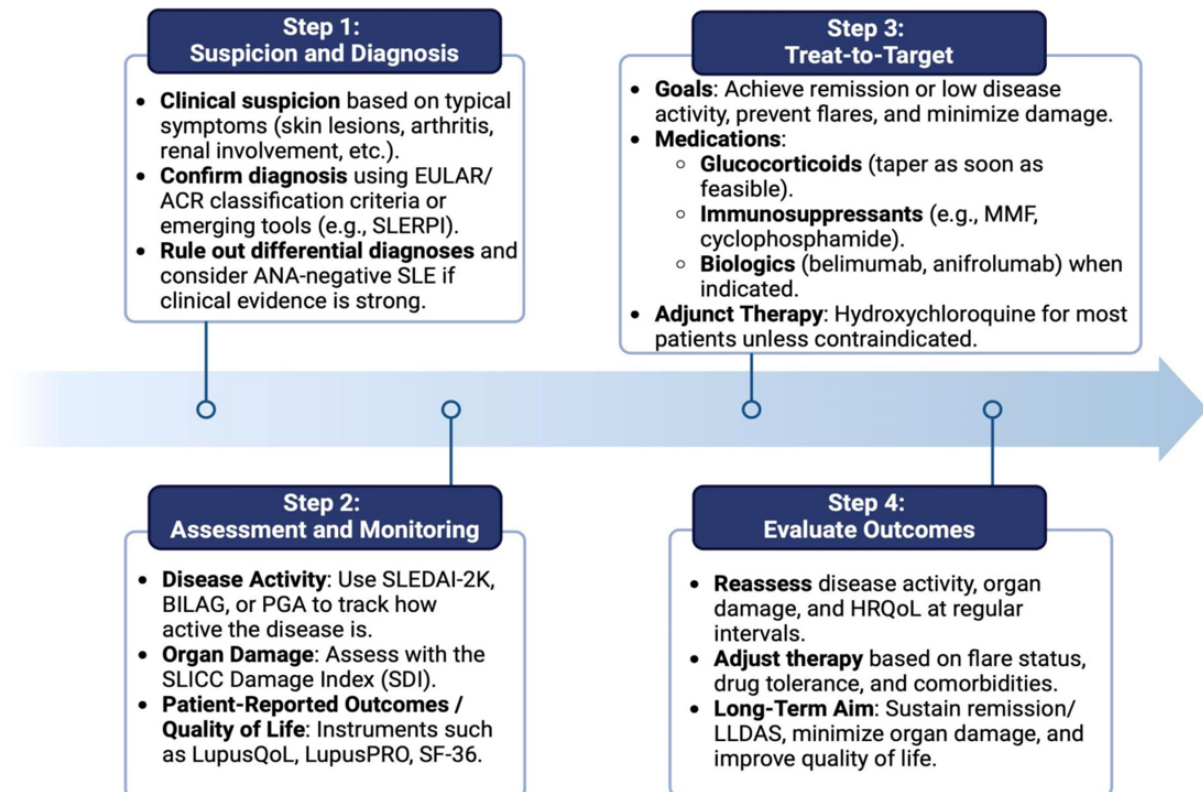 Step 1:
Suspicion and Diagnosis
• Clinical suspicion based on typical
symptoms (skin lesions, arthritis,
renal involvement, etc.).
• Confirm diagnosis using EULAR/
ACR classification criteria or
emerging tools (e.g., SLERPI).
• Rule out differential diagnoses and
consider ANA-negative SLE if
clinical evidence is strong.
Step 2:
Assessment and Monitoring
• Disease Activity: Use SLEDAI-2K,
BILAG, or PGA to track how
active the disease is.
• Organ Damage: Assess with the
SLICC Damage Index (SDI).
• Patient-Reported Outcomes /
Quality of Life: Instruments such
as LupusQoL, LupusPRO, SF-36.
Step 3:
Treat-to-Target
• Goals: Achieve remission or low disease
activity, prevent flares, and minimize damage.
• Medications:
○ Glucocorticoids (taper as soon as
feasible).
○ Immunosuppressants (e.g., MMF,
cyclophosphamide).
○ Biologics (belimumab, anifrolumab) when
indicated.
• Adjunct Therapy: Hydroxychloroquine for most
patients unless contraindicated.
Step 4:
Evaluate Outcomes
• Reassess disease activity, organ
damage, and HRQoL at regular
intervals.
• Adjust therapy based on flare status,
drug tolerance, and comorbidities.
• Long-Term Aim: Sustain remission/
LLDAS, minimize organ damage, and
improve quality of life.